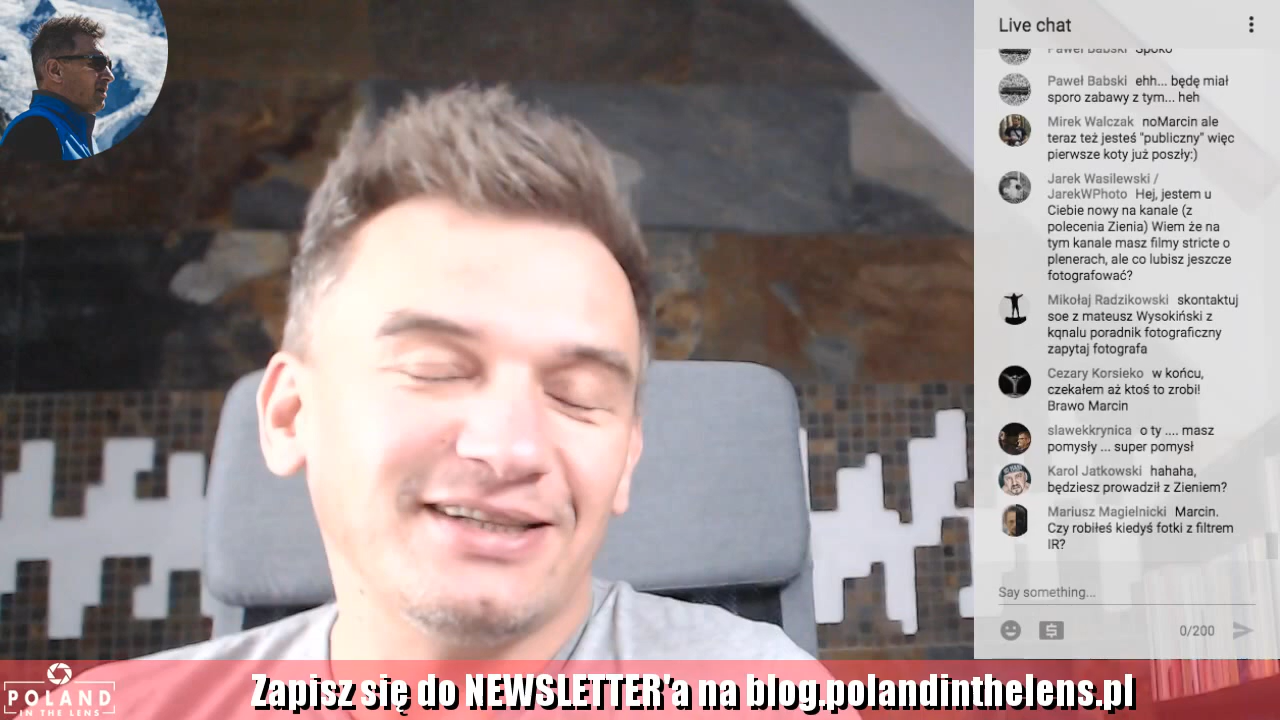 Live chat
Paweł Babski Spoko
Paweł Babski ehh... będę miał
sporo zabawy z tym... heh
Mirek Walczak noMarcin ale
teraz też jesteś "publiczny" więc
pierwsze koty już poszły:)
Jarek Wasilewski /
JarekWPhoto Hej, jestem u
Ciebie nowy na kanale (z
polecenia Zienia) Wiem że na
tym kanale masz filmy stricte o
plenerach, ale co lubisz jeszcze
fotografować?
Mikołaj Radzikowski skontaktuj
soe z mateusz Wysokiński z
kqnalu poradnik fotograficzny
zapytaj fotografa
Cezary Korsieko w końcu,
czekałem aż ktoś to zrobi!
Brawo Marcin
slawekkrynica o ty .... masz
pomysły ... super pomysł
Karol Jatkowski hahaha,
będziesz prowadził z Zieniem?
Mariusz Magielnicki Marcin.
Czy robiłeś kiedyś fotki z filtrem
IR?
Say something...
0/200
POLAND
IN THE LENS
Zapisz się do NEWSLETTER'a na blog.polandinthelens.pl